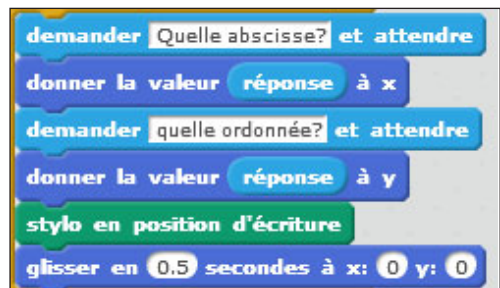 demander Quelle abscisse? et attendre
donner la valeur réponse à x
demander quelle ordonnée? et attendre
donner la valeur réponse à y
stylo en position d'écriture
glisser en 0.5 secondes à x: 0 y: 0